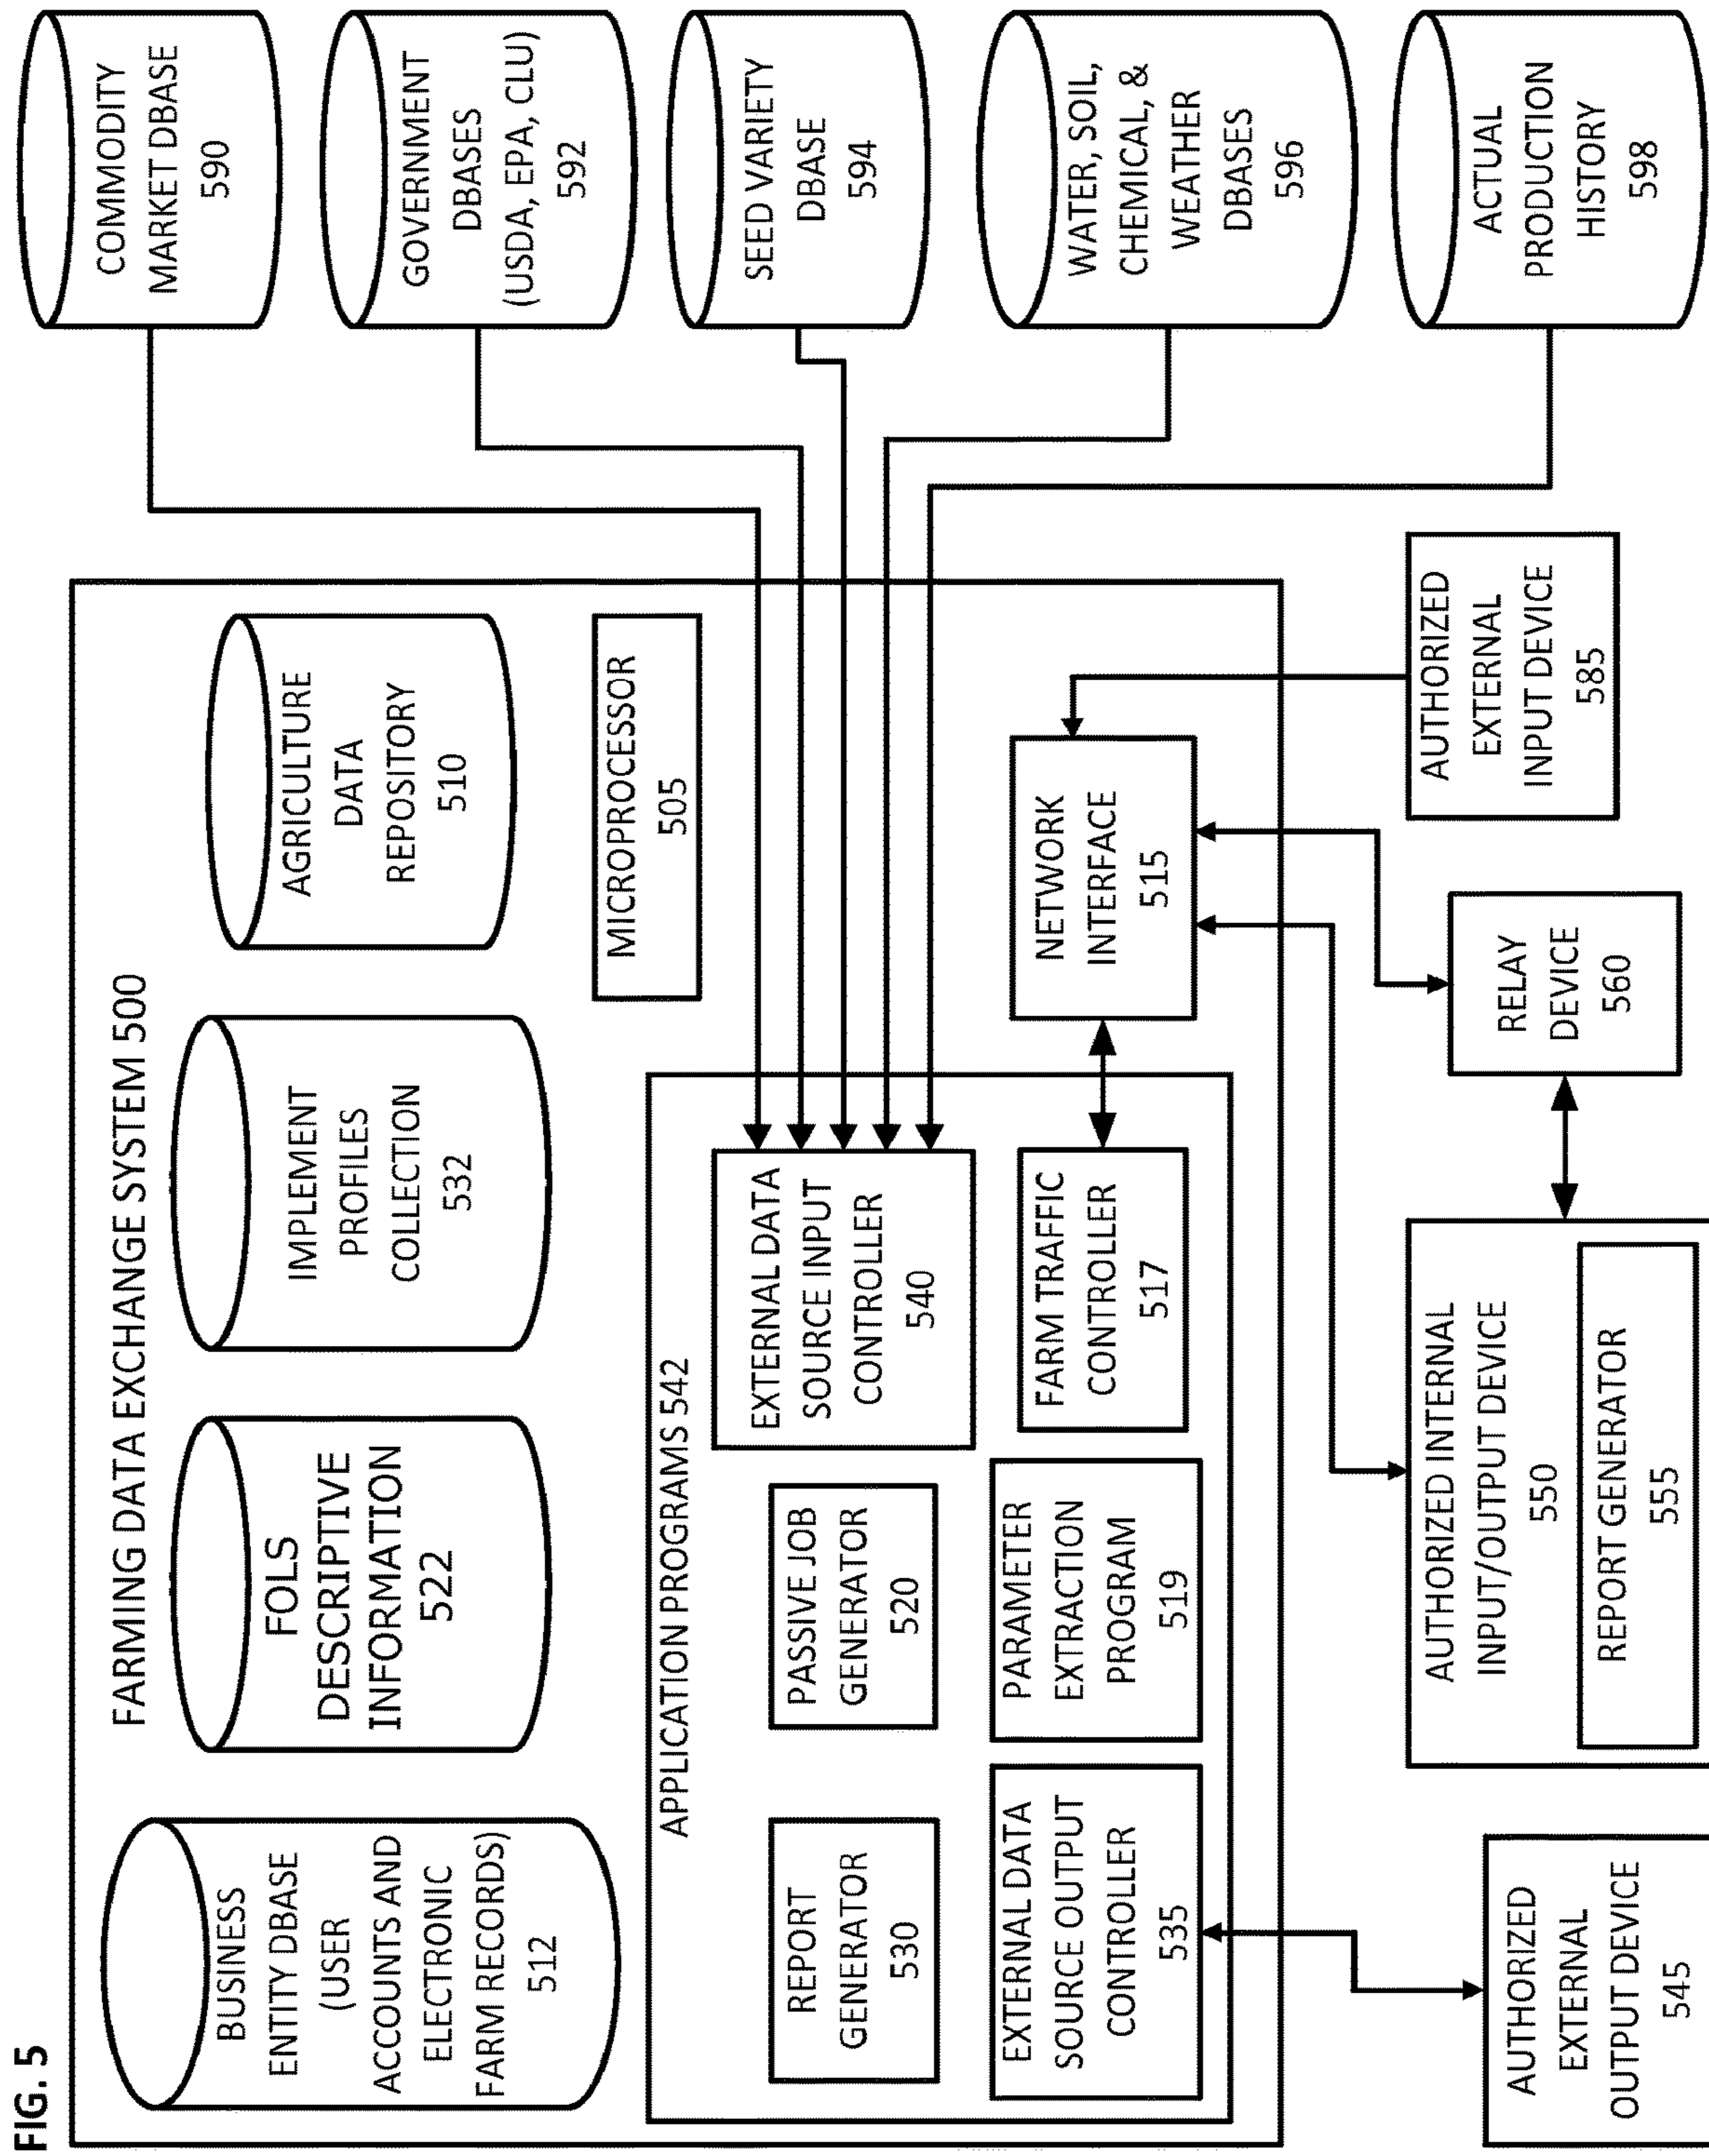 FIG. 5
FARMING DATA EXCHANGE SYSTEM 500
BUSINESS
ENTITY DBASE
(USER
ACCOUNTS AND
ELECTRONIC
FARM RECORDS)
512
FOLS
DESCRIPTIVE
INFORMATION
522
IMPLEMENT
PROFILES
COLLECTION
532
AGRICULTURE
DATA
REPOSITORY
510
MICROPROCESSOR
505
APPLICATION PROGRAMS 542
REPORT
GENERATOR
530
PASSIVE JOB
GENERATOR
520
EXTERNAL DATA
SOURCE INPUT
CONTROLLER
540
EXTERNAL DATA
SOURCE OUTPUT
CONTROLLER
535
PARAMETER
EXTRACTION
PROGRAM
519
FARM TRAFFIC
CONTROLLER
517
NETWORK
INTERFACE
515
AUTHORIZED
EXTERNAL
OUTPUT DEVICE
545
AUTHORIZED INTERNAL
INPUT/OUTPUT DEVICE
550
REPORT GENERATOR
555
RELAY
DEVICE
560
AUTHORIZED
EXTERNAL
INPUT DEVICE
585
COMMODITY
MARKET DBASE
590
GOVERNMENT
DBASES
(USDA, EPA, CLU)
592
SEED VARIETY
DBASE
594
WATER, SOIL,
CHEMICAL, &
WEATHER
DBASES
596
ACTUAL
PRODUCTION
HISTORY
598